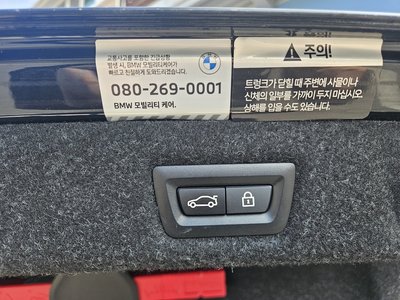 교통사고를 포함한 긴급상황
발생 시, BMW 모빌리티케어가
빠르고 친절하게 도와드리겠습니다.
080-269-0001
BMW 모빌리티 케어.
주의!
트렁크가 닫힐 때 주변에 사물이나
신체의 일부를 가까이 두지 마십시오.
상해를 입을 수도 있습니다.